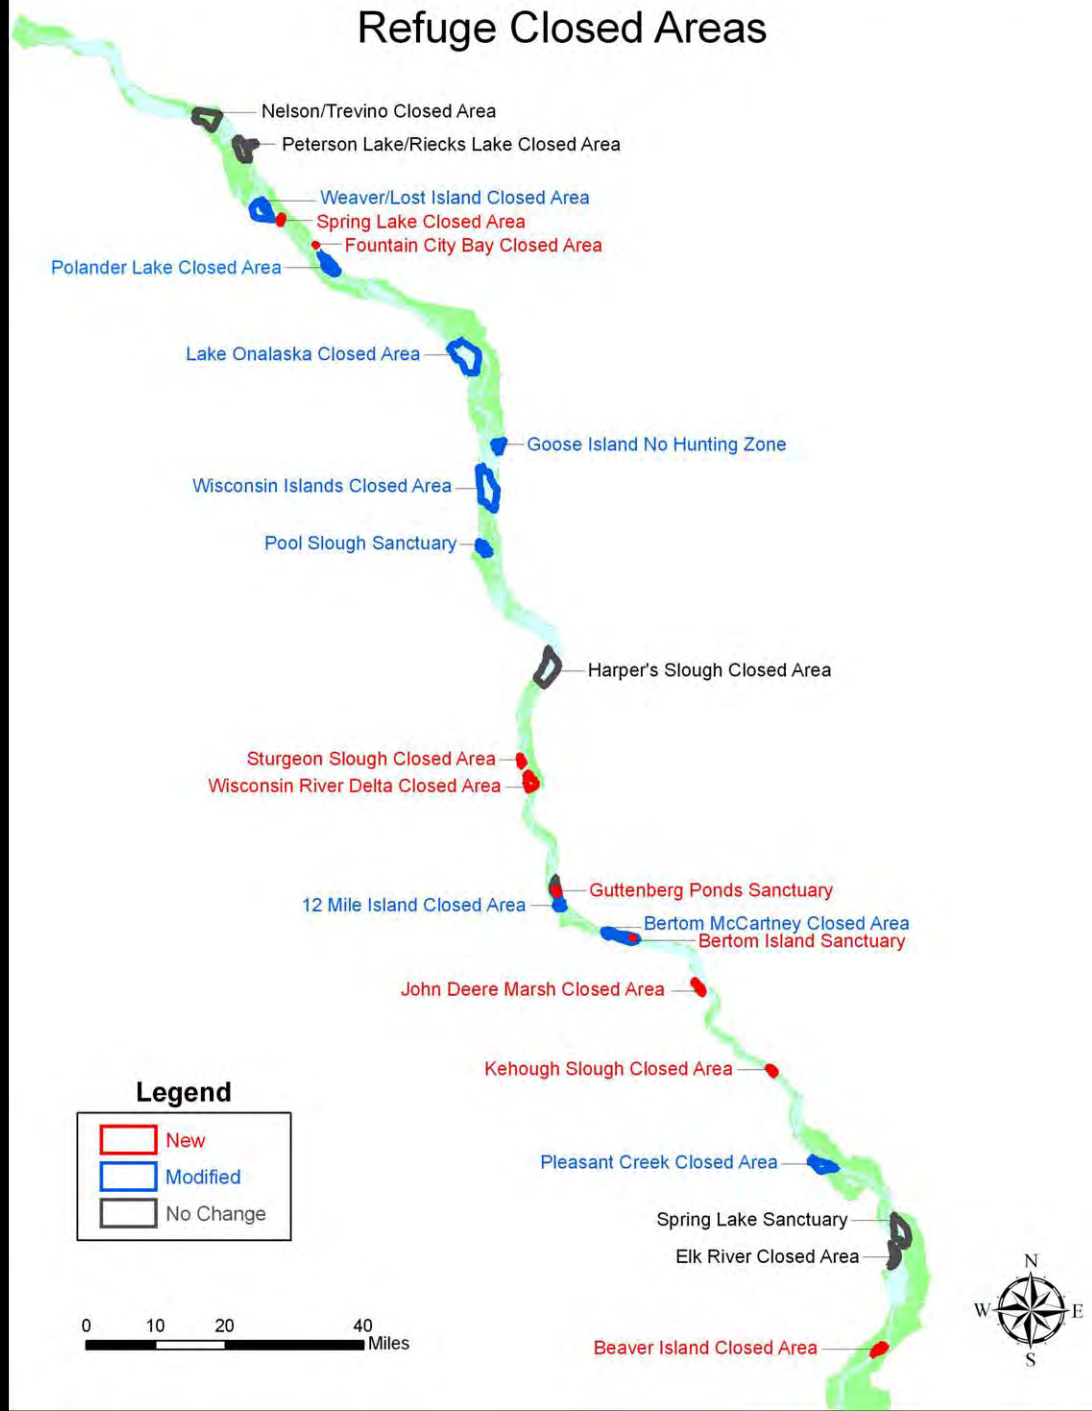 Refuge Closed Areas
Nelson/Trevino Closed Area
Peterson Lake/Riecks Lake Closed Area
Weaver/Lost Island Closed Area
Spring Lake Closed Area
Fountain City Bay Closed Area
Polander Lake Closed Area
Lake Onalaska Closed Area
Goose Island No Hunting Zone
Wisconsin Islands Closed Area
Pool Slough Sanctuary
Harper's Slough Closed Area
Sturgeon Slough Closed Area
Wisconsin River Delta Closed Area
Guttenberg Ponds Sanctuary
12 Mile Island Closed Area
Bertom McCartney Closed Area
Bertom Island Sanctuary
John Deere Marsh Closed Area
Kehough Slough Closed Area
Pleasant Creek Closed Area
Spring Lake Sanctuary
Elk River Closed Area
Beaver Island Closed Area
Legend
New
Modified
No Change
0 10 20 40
Miles
N
W E
S